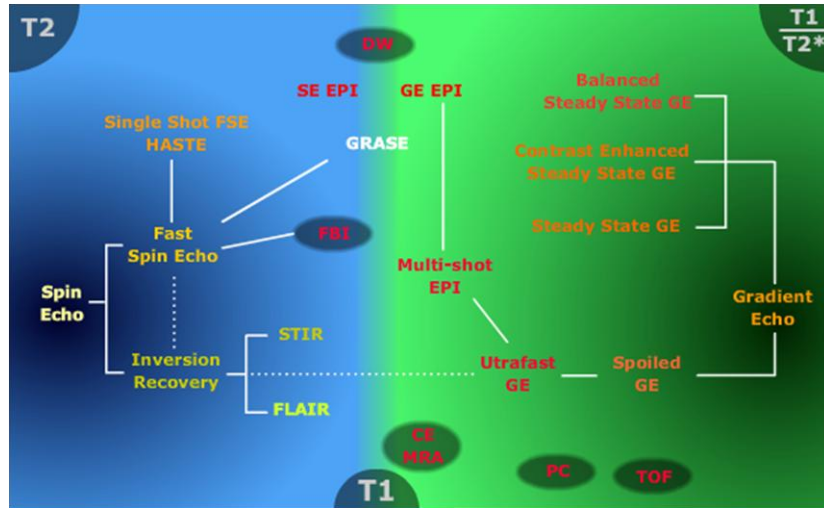 T2
T1
T2*
DW
SE EPI
GE EPI
Balanced
Steady State GE
Single Shot FSE
HASTE
GRASE
Contrast Enhanced
Steady State GE
Fast
Spin Echo
FBI
Steady State GE
Multi-shot
EPI
Spin
Echo
Gradient
Echo
STIR
Inversion
Recovery
Utrafast
GE
Spoiled
GE
FLAIR
CE
MRA
PC
TOF
T1